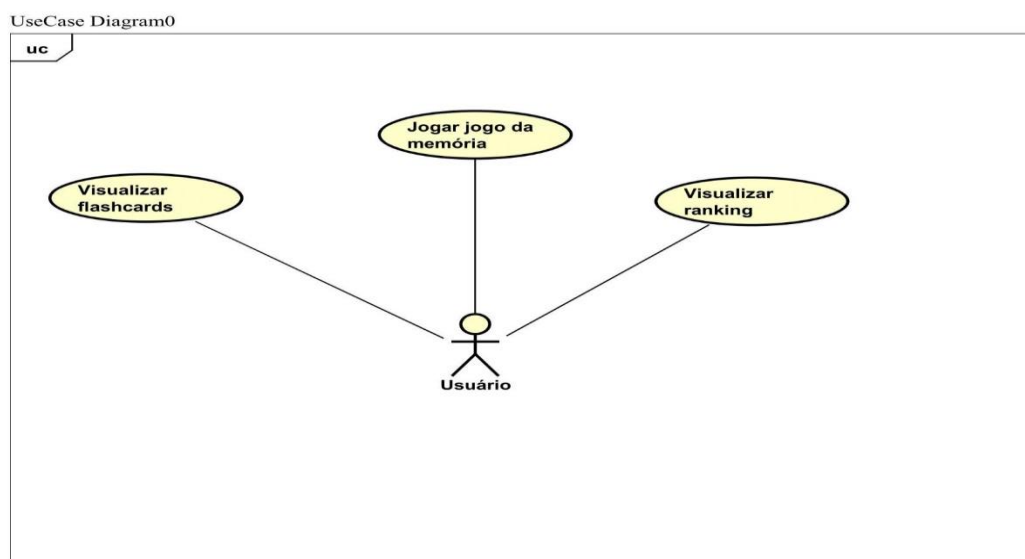 UseCase Diagram0
uc
Jogar jogo da
memória
Visualizar
flashcards
Visualizar
ranking
Usuário